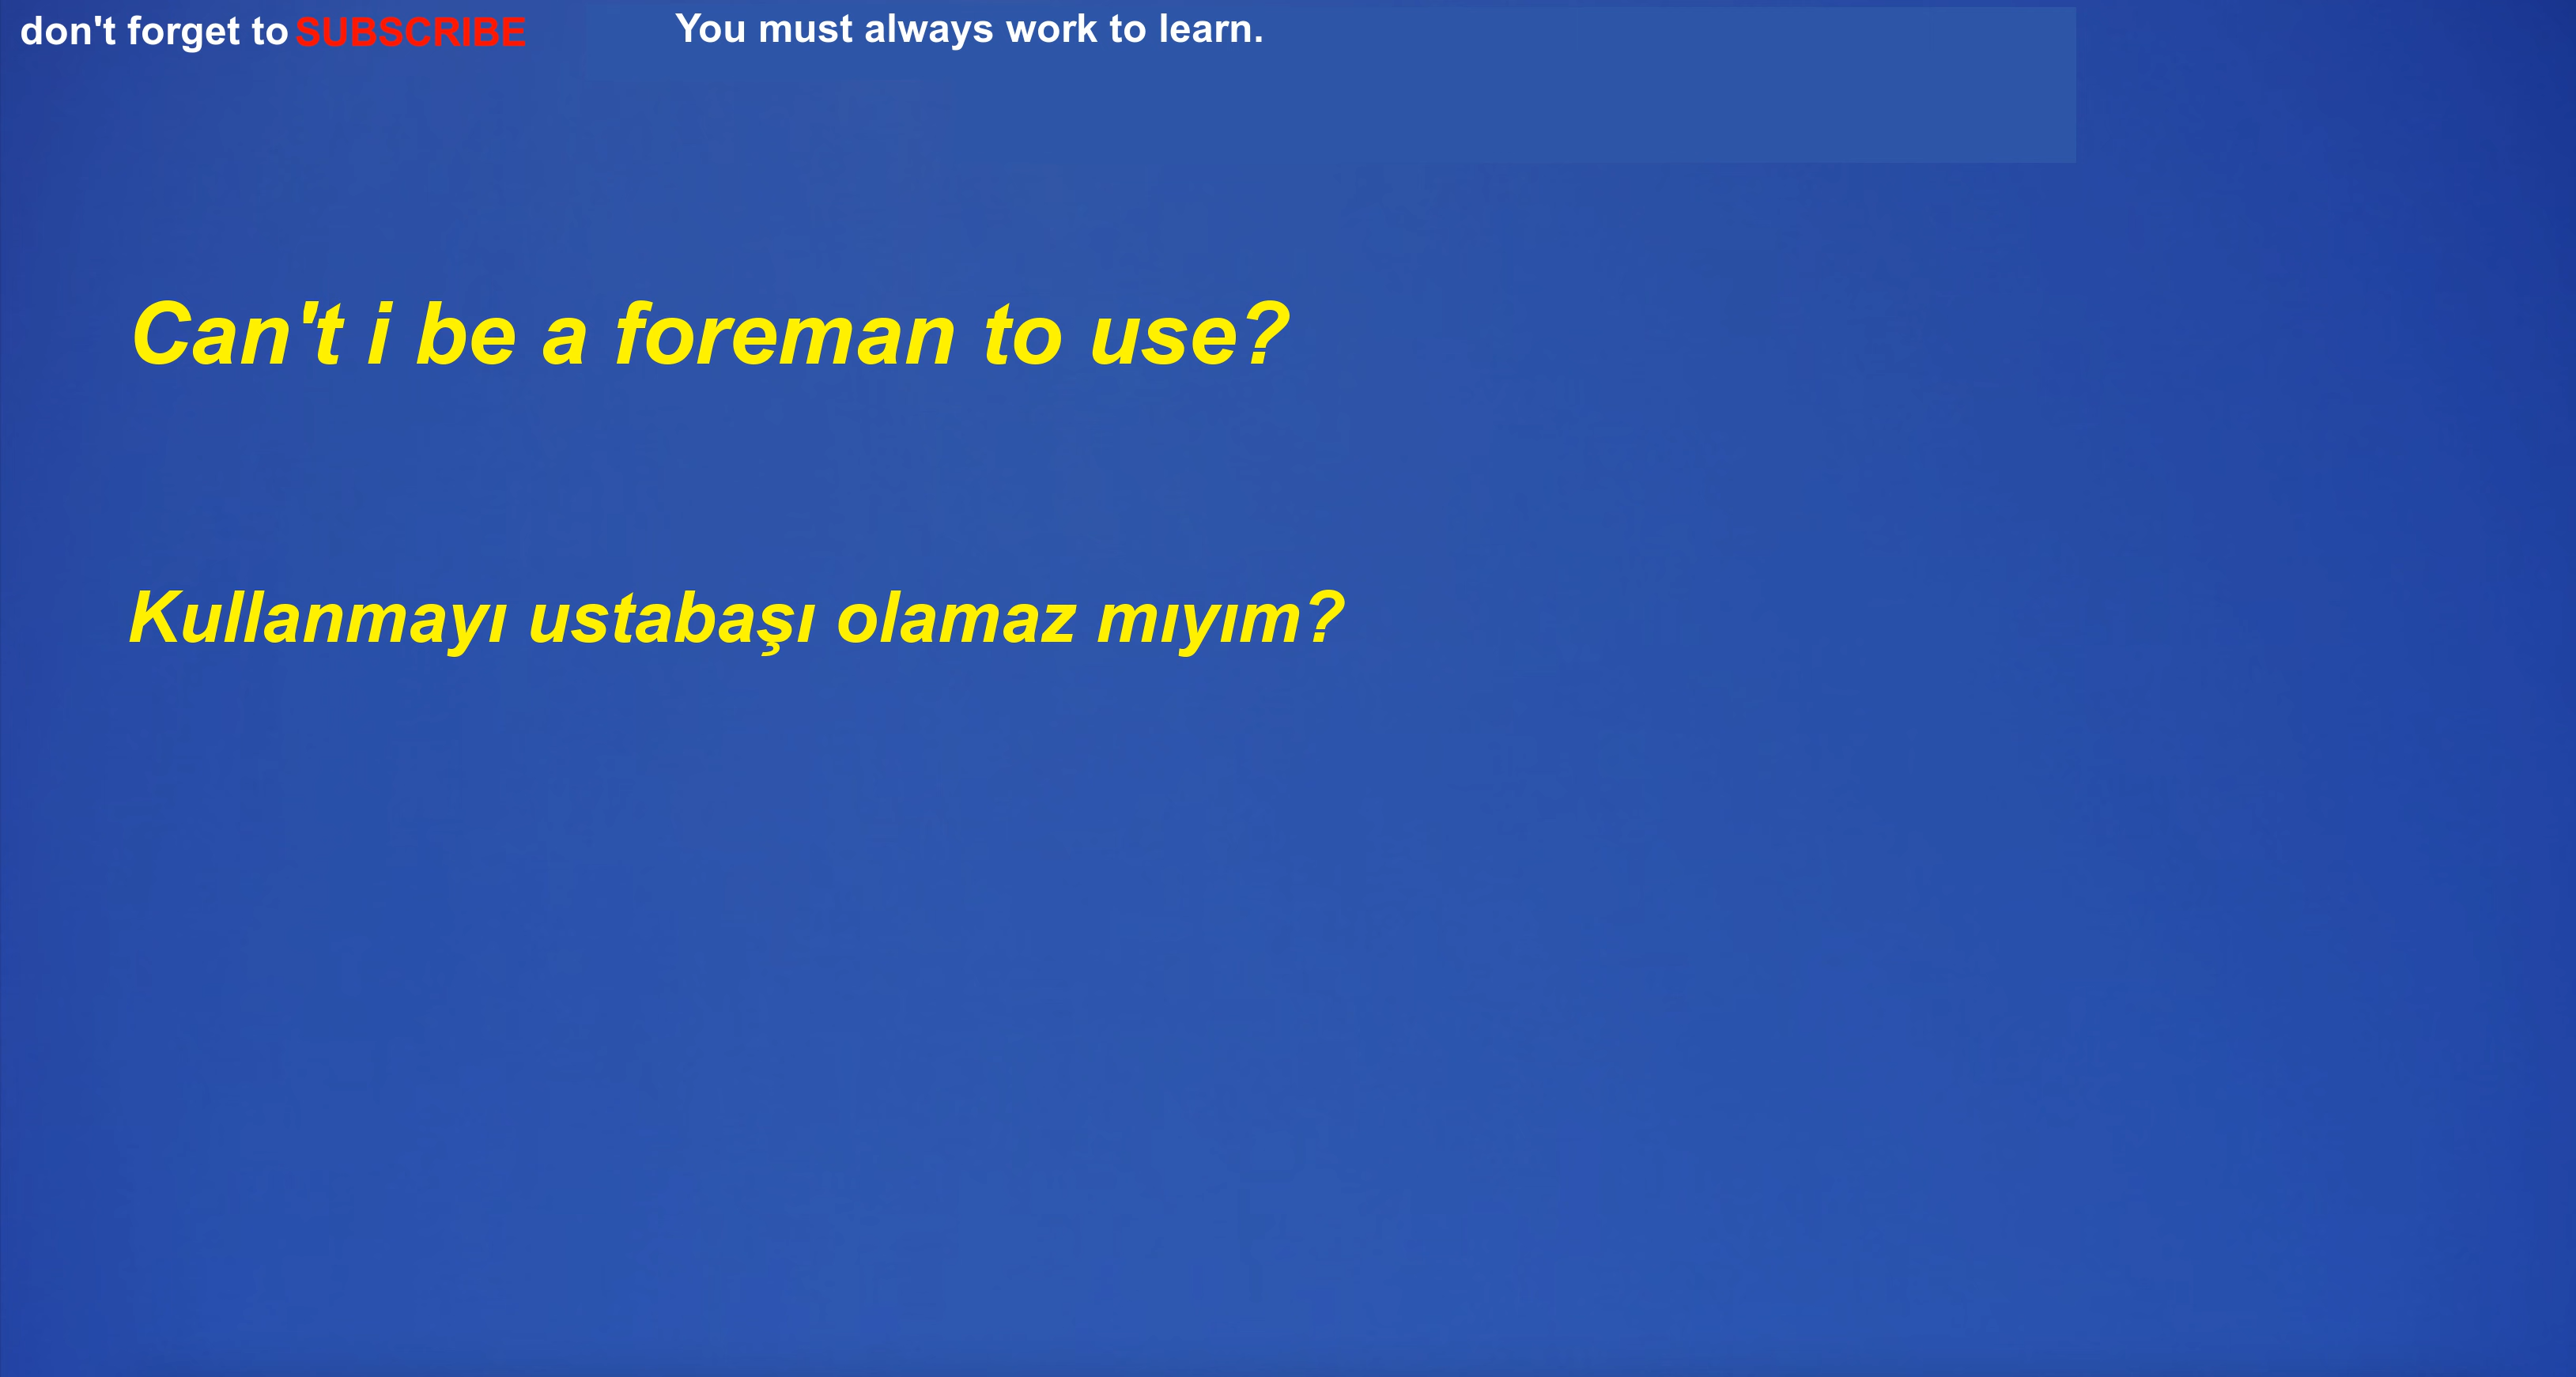 don't forget to SUBSCRIBE
You must always work to learn.
Can't i be a foreman to use?
Kullanmayı ustabaşı olamaz mıyım?